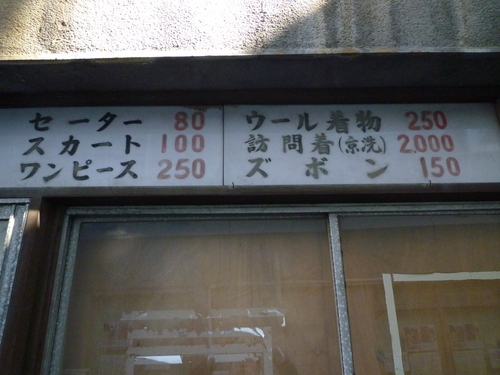 セーター 80
スカート 100
ワンピース 250
ウール着物 250
訪問着(京洗) 2,000
ズボン 150